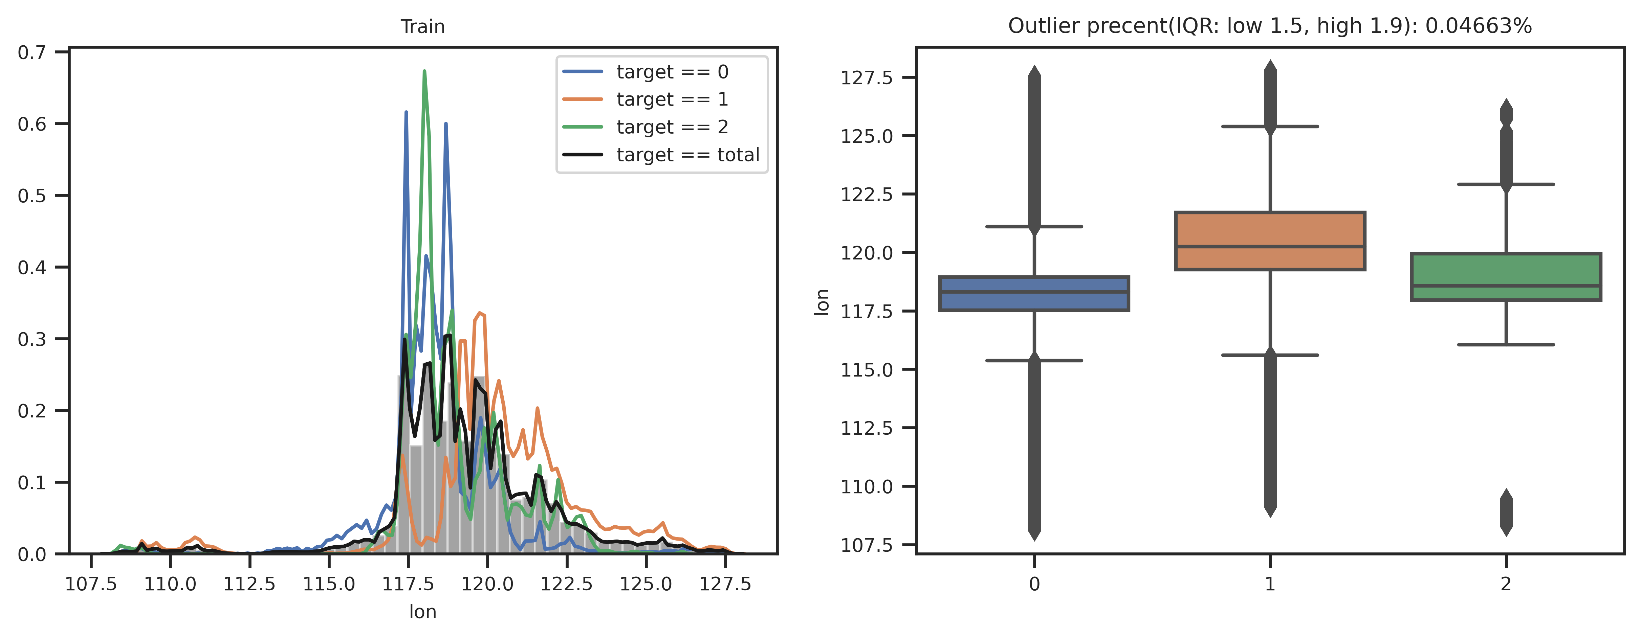 Train
0.7
0.6
0.5
0.4
0.3
0.2
0.1
0.0
target == 0
target == 1
target == 2
target == total
107.5 110.0 112.5 115.0 117.5 120.0 122.5 125.0 127.5
lon
Outlier precent(IQR: low 1.5, high 1.9): 0.04663%
lon
127.5
125.0
122.5
120.0
117.5
115.0
112.5
110.0
107.5
0 1 2